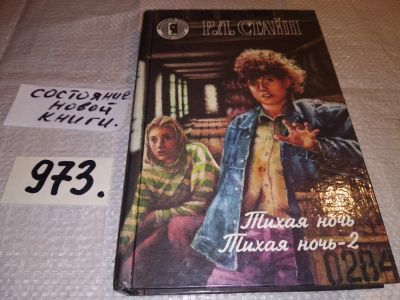 Р.Л. СТАЙН
состояние
новой
книги.
973.
Тихая ночь
Тихая ночь-2
0284